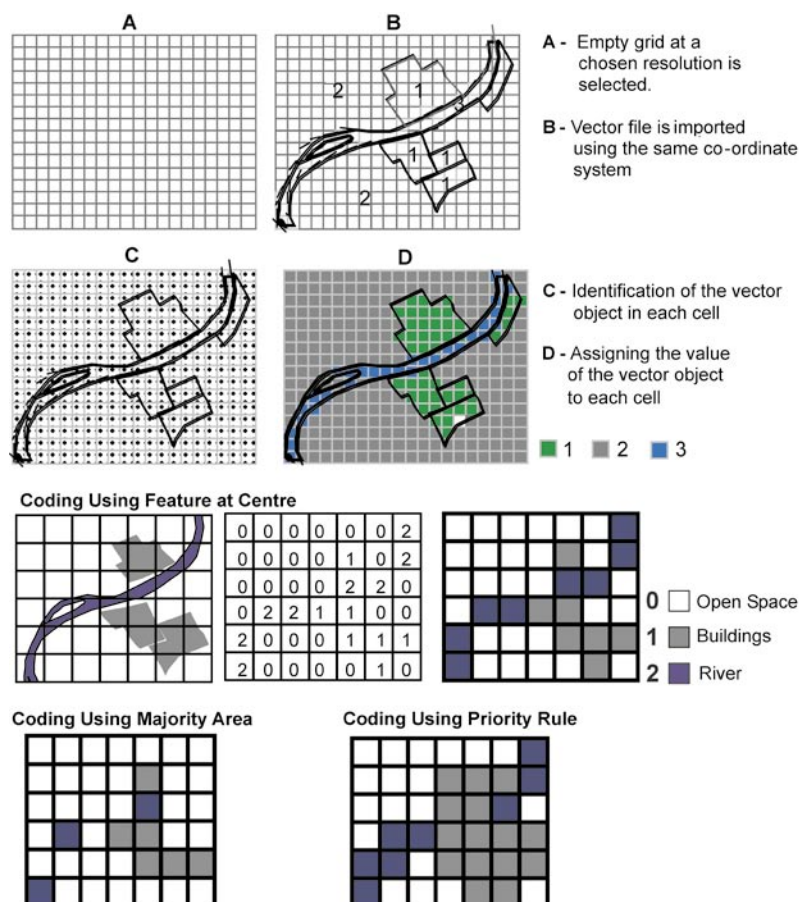 A
B
A - Empty grid at a
chosen resolution is
selected.
B - Vector file is imported
using the same co-ordinate
system
2
1
3
1
1
1
2
C
D
C - Identification of the vector
object in each cell
D - Assigning the value
of the vector object
to each cell
1 2 3
Coding Using Feature at Centre
0 0 0 0 0 0 2
0 0 0 0 1 0 2
0 0 0 0 2 2 0
0 2 2 1 1 0 0
2 0 0 0 1 1 1
2 0 0 0 0 1 0
0 Open Space
1 Buildings
2 River
Coding Using Majority Area
Coding Using Priority Rule